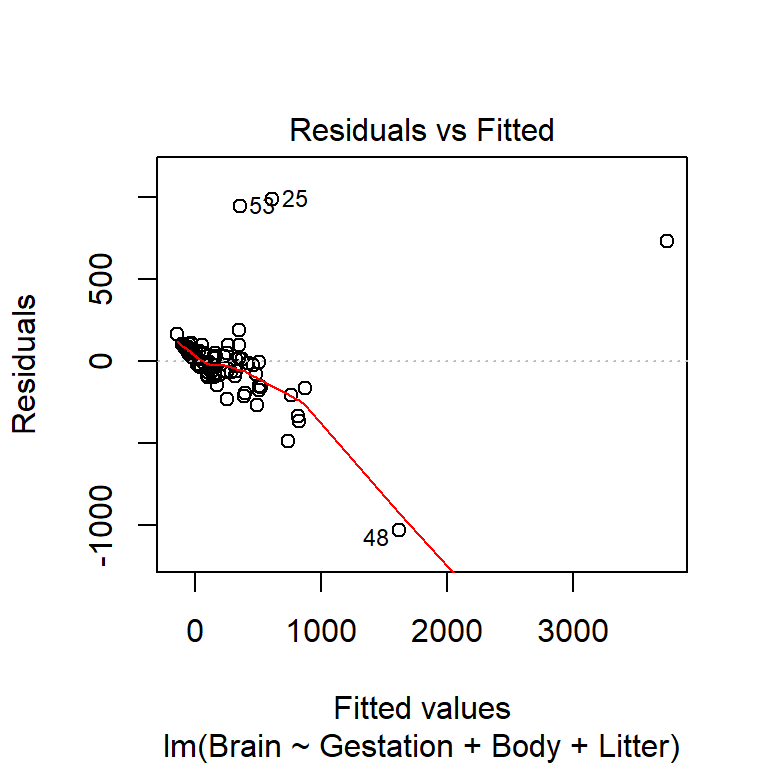 Residuals vs Fitted
53
25
500
0
-1000
48
Residuals
0 1000 2000 3000
Fitted values
lm(Brain ~ Gestation + Body + Litter)